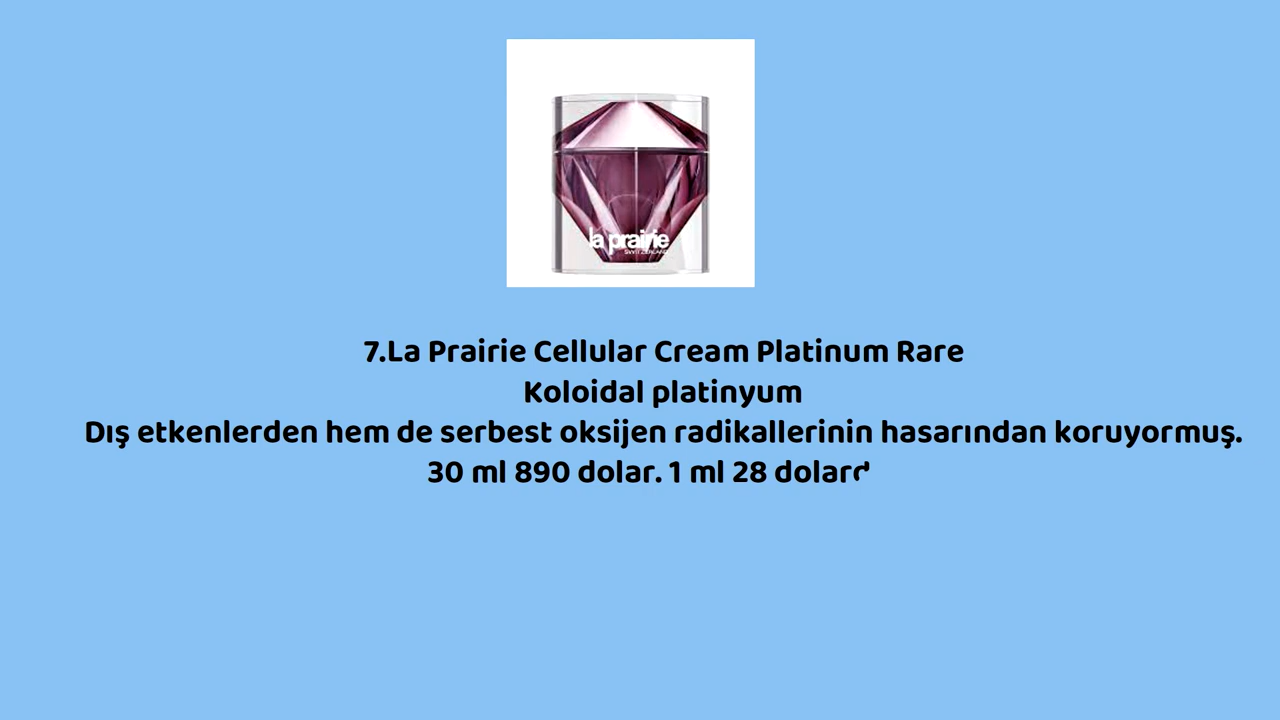 la prairie
SWITZERLAND
7.La Prairie Cellular Cream Platinum Rare
Koloidal platinyum
Dış etkenlerden hem de serbest oksijen radikallerinin hasarından koruyormuş.
30 ml 890 dolar. 1 ml 28 dolar